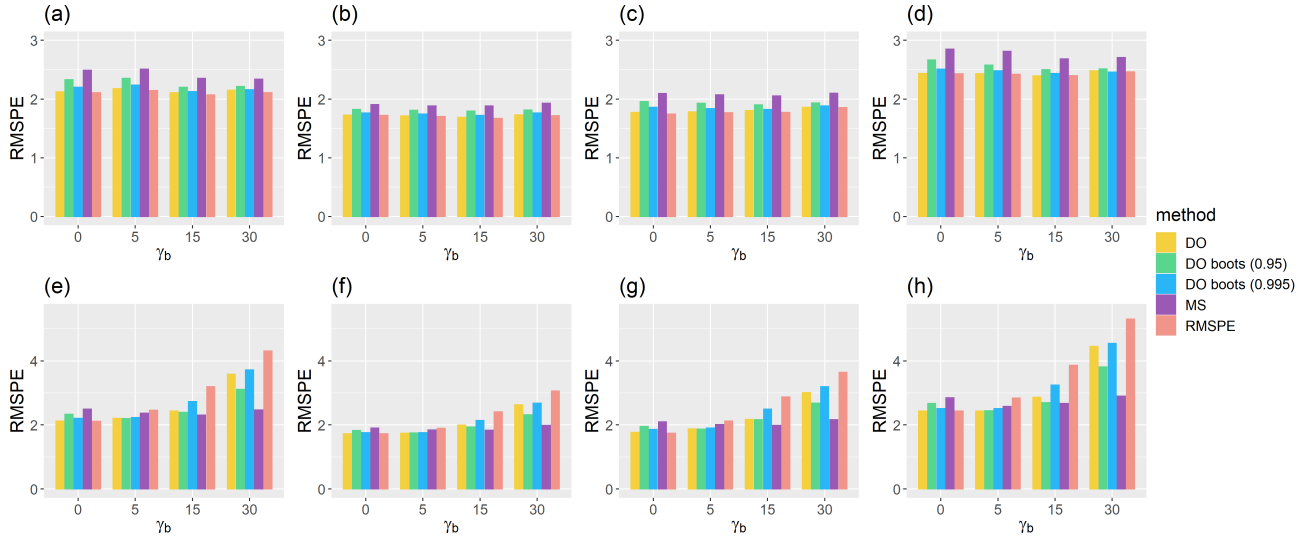 (a)
(b)
(c)
(d)
RMSPE
3
2
1
0
0 5 15 30
γb
RMSPE
3
2
1
0
0 5 15 30
γb
RMSPE
3
2
1
0
0 5 15 30
γb
RMSPE
3
2
1
0
0 5 15 30
γb
method
DO
DO boots (0.95)
DO boots (0.995)
MS
RMSPE
(e)
(f)
(g)
(h)
RMSPE
4
2
0
0 5 15 30
γb
RMSPE
4
2
0
0 5 15 30
γb
RMSPE
4
2
0
0 5 15 30
γb
RMSPE
4
2
0
0 5 15 30
γb